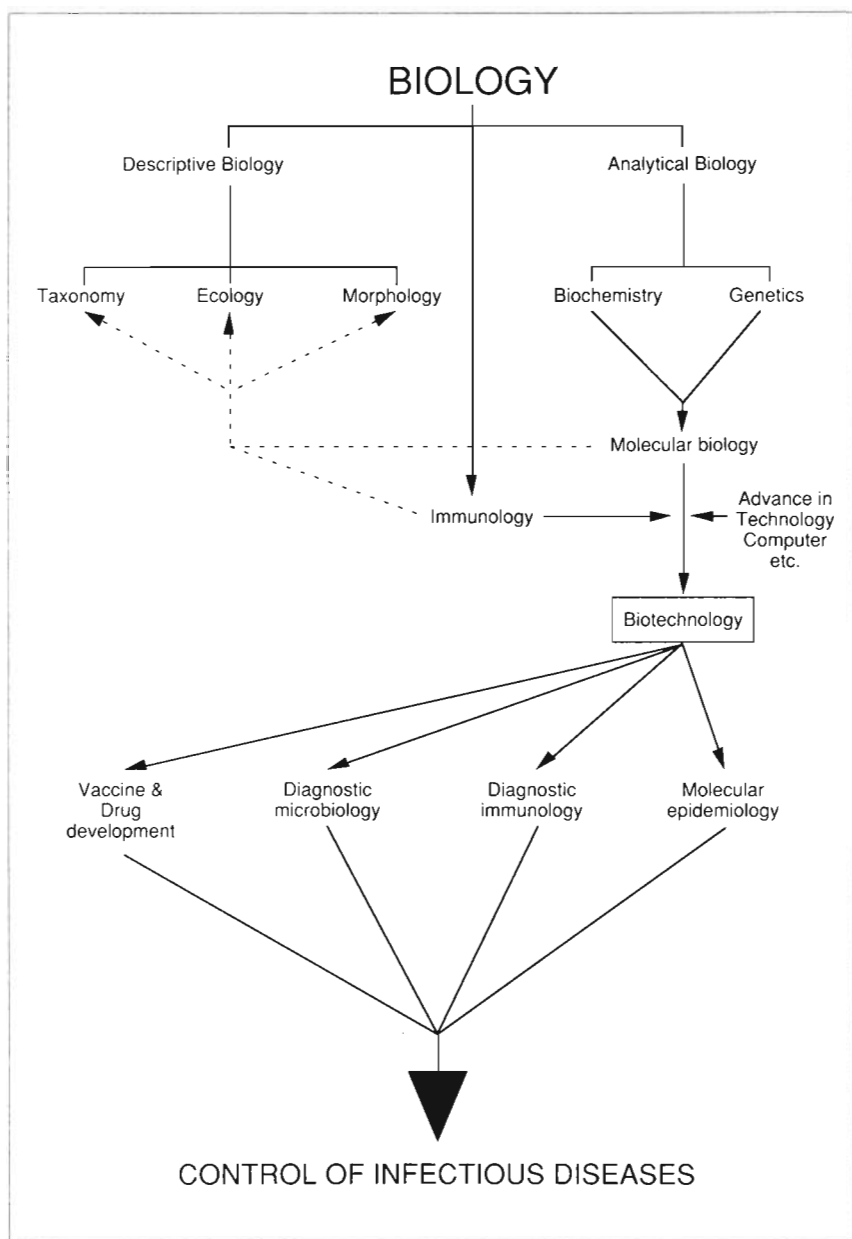 BIOLOGY
Descriptive Biology
Analytical Biology
Taxonomy
Ecology
Morphology
Biochemistry
Genetics
Molecular biology
Immunology
Advance in
Technology
Computer
etc.
Biotechnology
Vaccine &
Drug
development
Diagnostic
microbiology
Diagnostic
immunology
Molecular
epidemiology
CONTROL OF INFECTIOUS DISEASES